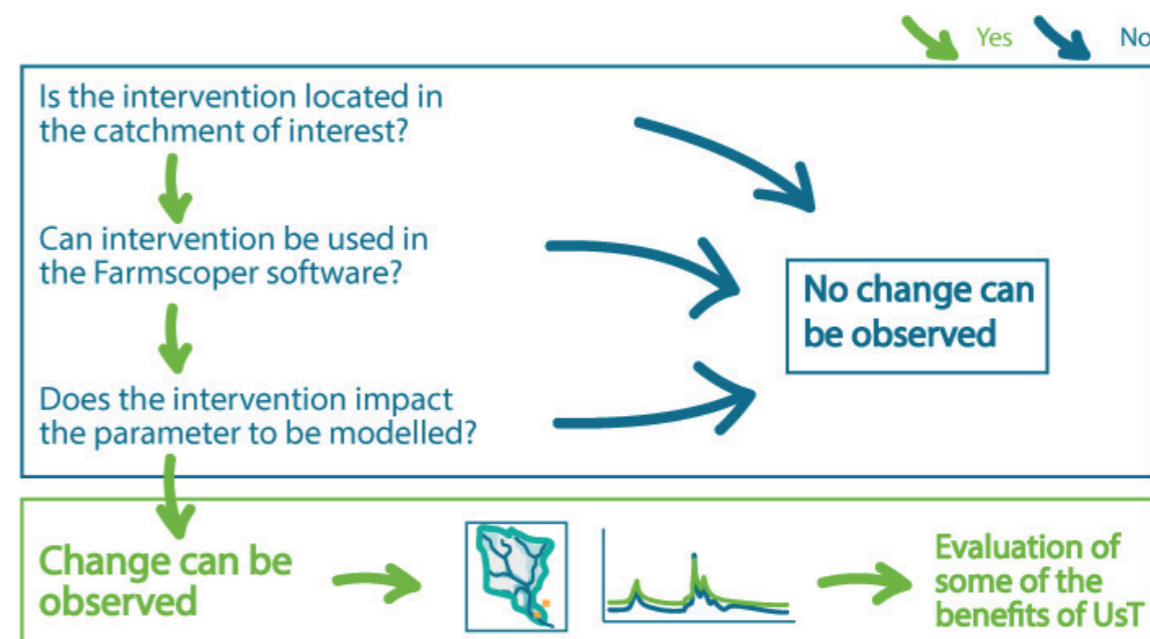 Yes No
Is the intervention located in
the catchment of interest?
Can intervention be used in
the Farmscoper software?
No change can
be observed
Does the intervention impact
the parameter to be modelled?
Change can be
observed
Evaluation of
some of the
benefits of UsT